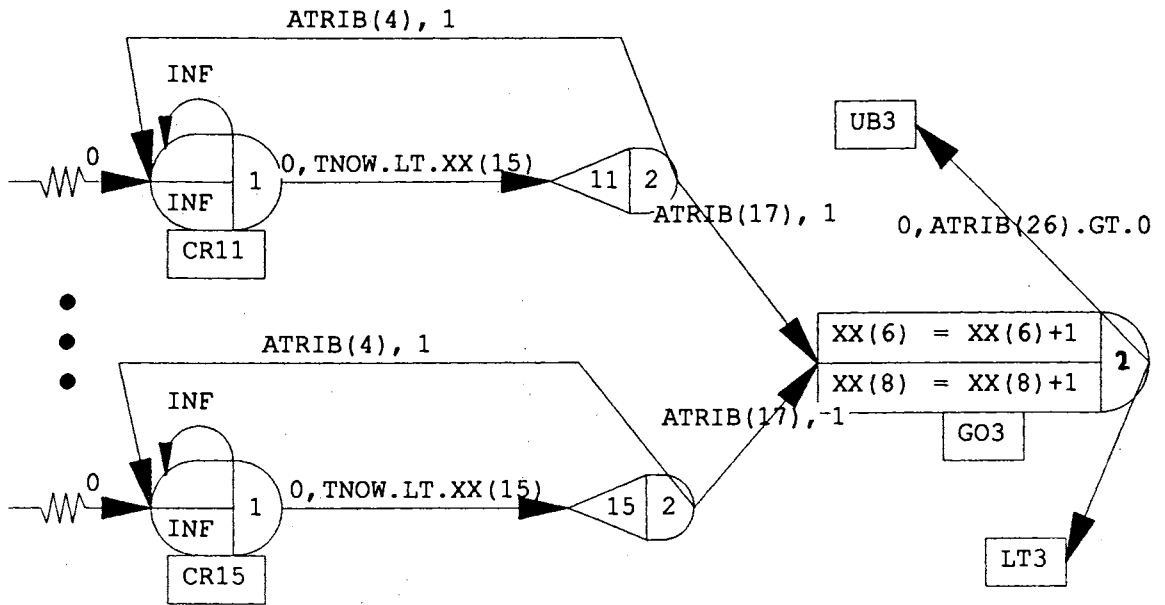 ATRIB(4), 1
INF
0
1
INF
CR11
0,TNOW.LT.XX(15)
11
2
ATRIB(17), 1
UB3
0,ATRIB(26).GT.0
XX(6) = XX(6)+1
XX(8) = XX(8)+1
2
GO3
LT3
ATRIB(4), 1
INF
0
1
INF
CR15
0,TNOW.LT.XX(15)
15
2
ATRIB(17), 1